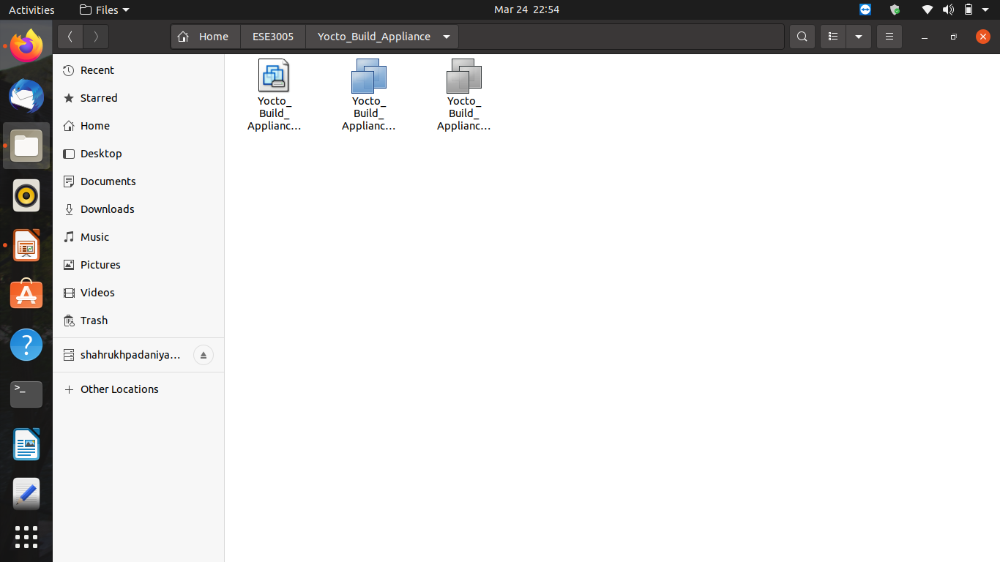 Activities
Files
Mar 24 22:54
Home
ESE3005
Yocto_Build_Appliance
Recent
Starred
Home
Desktop
Documents
Downloads
Music
Pictures
Videos
Trash
shahrukhpadaniya…
Other Locations
Yocto_
Build_
Applianc…
Yocto_
Build_
Applianc…
Yocto_
Build_
Applianc…